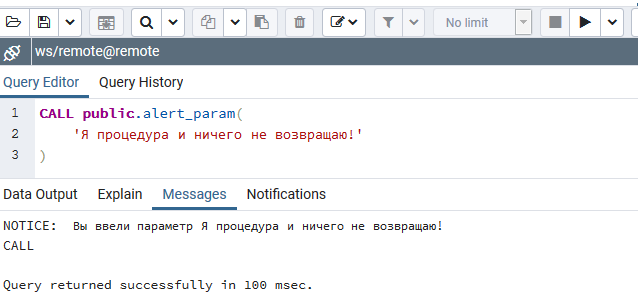 No limit
ws/remote@remote
Query Editor Query History
1 CALL public.alert_param(
2 'Я процедура и ничего не возвращаю!'
3 )
Data Output Explain Messages Notifications
NOTICE: Вы ввели параметр Я процедура и ничего не возвращаю!
CALL
Query returned successfully in 100 msec.